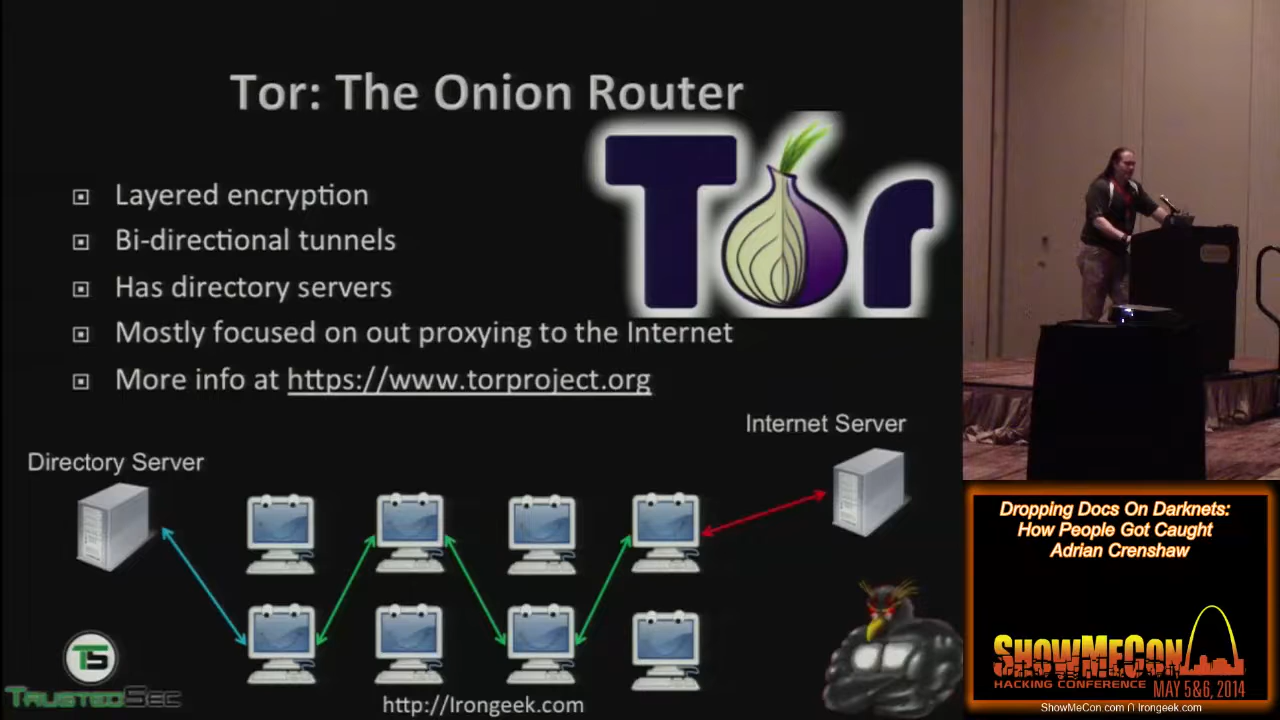 Tor: The Onion Router
Tor
Layered encryption
Bi-directional tunnels
Has directory servers
Mostly focused on out proxying to the Internet
More info at https://www.torproject.org
Internet Server
Directory Server
TS
TRUSTEDSEC
http://Irongeek.com
Dropping Docs On Darknets:
How People Got Caught
Adrian Crenshaw
SHOWMECON
HACKING CONFERENCE MAY 5&6, 2014
ShowMeCon.com ∩ Irongeek.com